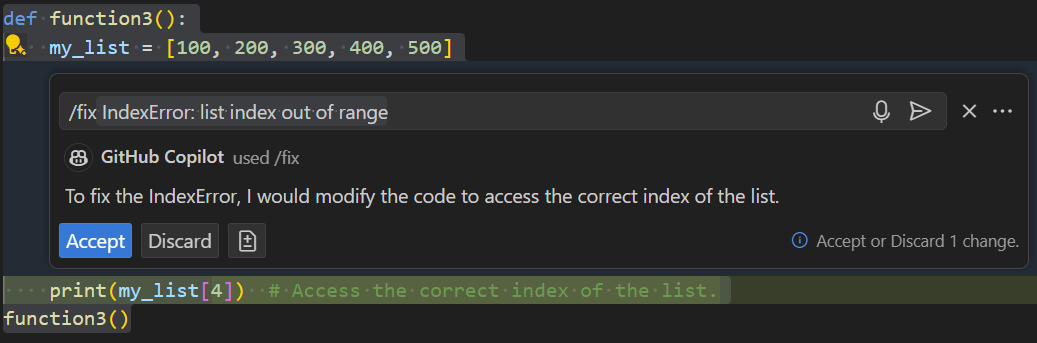 def function3():
my_list = [100, 200, 300, 400, 500]
/fix IndexError: list index out of range
GitHub Copilot used /fix
To fix the IndexError, I would modify the code to access the correct index of the list.
Accept Discard Accept or Discard 1 change.
print(my_list[4]) # Access the correct index of the list.
function3()